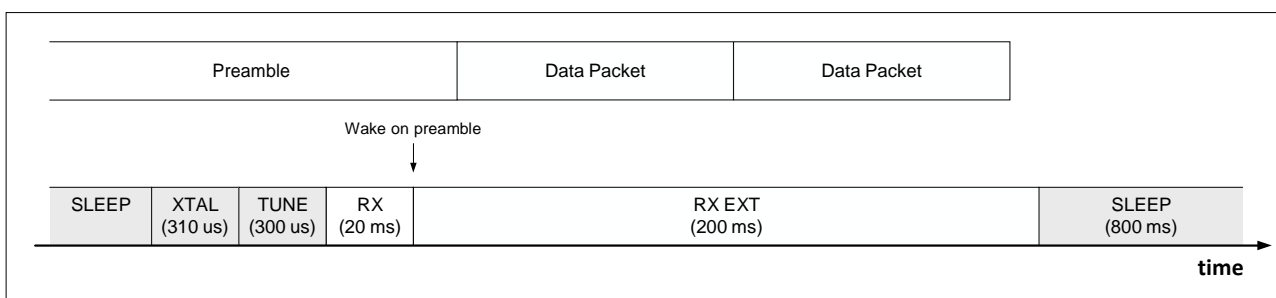 Preamble
Data Packet
Data Packet
Wake on preamble
SLEEP
XTAL
(310 us)
TUNE
(300 us)
RX
(20 ms)
RX EXT
(200 ms)
SLEEP
(800 ms)
time